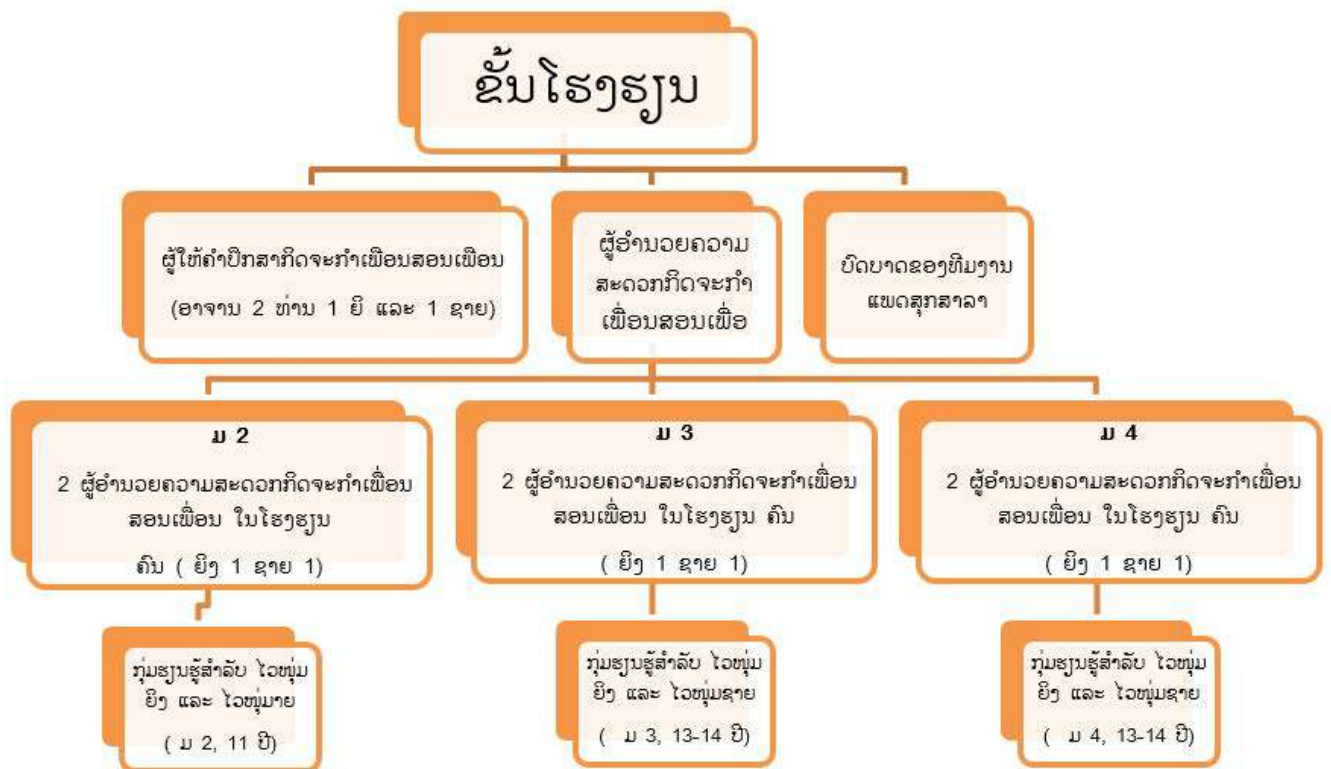 ຂັ້ນໂຮງຮຽນ
ຜູ້ໃຫ້ຄຳປຶກສາກິດຈະກຳເພື່ອນສອນເພື່ອນ
(ອາຈານ 2 ທ່ານ 1 ຍິ ແລະ 1 ຊາຍ)
ຜູ້ອຳນວຍຄວາມ
ສະດວກກິດຈະກຳ
ເພື່ອນສອນເພື່ອ
ບົດບາດຂອງທີມງານ
ແພດສຸກສາລາ
ມ 2
2 ຜູ້ອຳນວຍຄວາມສະດວກກິດຈະກຳເພື່ອນ
ສອນເພື່ອນ ໃນໂຮງຮຽນ
ຄົນ ( ຍິງ 1 ຊາຍ 1)
ມ 3
2 ຜູ້ອຳນວຍຄວາມສະດວກກິດຈະກຳເພື່ອນ
ສອນເພື່ອນ ໃນໂຮງຮຽນ ຄົນ
( ຍິງ 1 ຊາຍ 1)
ມ 4
2 ຜູ້ອຳນວຍຄວາມສະດວກກິດຈະກຳເພື່ອນ
ສອນເພື່ອນ ໃນໂຮງຮຽນ ຄົນ
( ຍິງ 1 ຊາຍ 1)
ກຸ່ມຮຽນຮູ້ສຳລັບ ໄວໜຸ່ມ
ຍິງ ແລະ ໄວໜຸ່ມາຍ
( ມ 2, 11 ປີ)
ກຸ່ມຮຽນຮູ້ສຳລັບ ໄວໜຸ່ມ
ຍິງ ແລະ ໄວໜຸ່ມຊາຍ
( ມ 3, 13-14 ປີ)
ກຸ່ມຮຽນຮູ້ສຳລັບ ໄວໜຸ່ມ
ຍິງ ແລະ ໄວໜຸ່ມຊາຍ
( ມ 4, 13-14 ປີ)